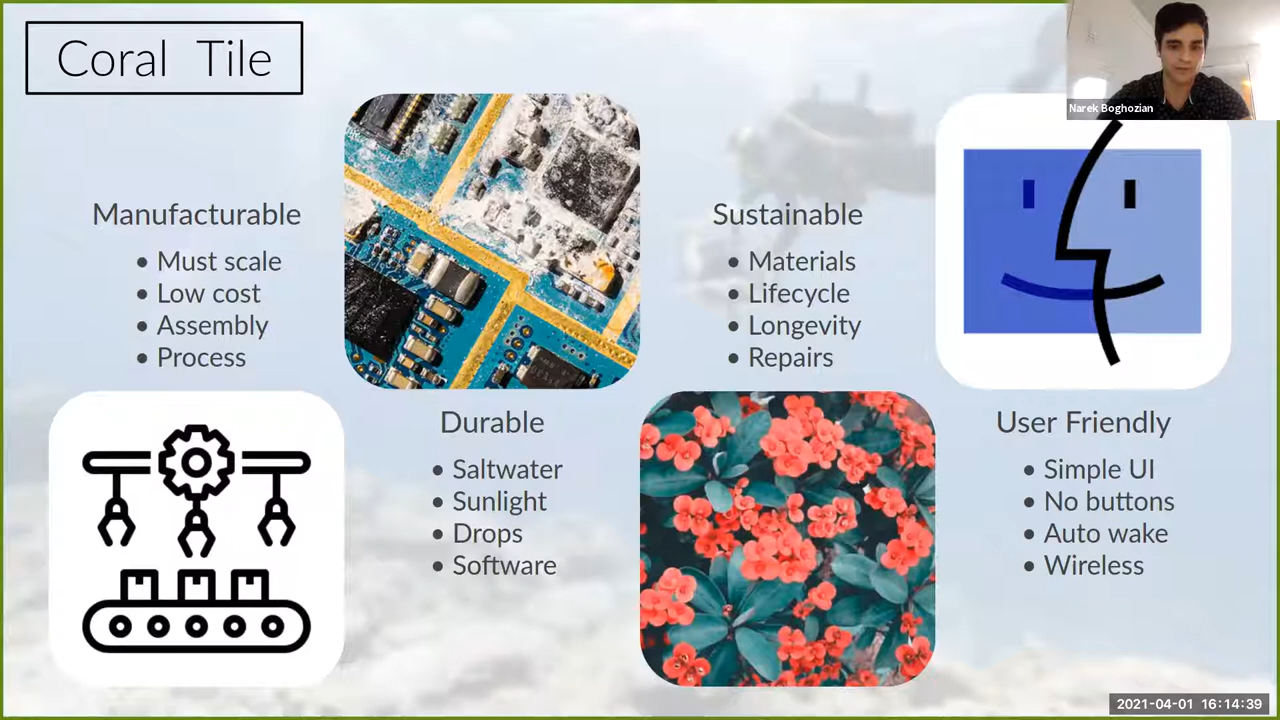 Coral Tile
Narek Boghozian
Manufacturable
• Must scale
• Low cost
• Assembly
• Process
Durable
• Saltwater
• Sunlight
• Drops
• Software
Sustainable
• Materials
• Lifecycle
• Longevity
• Repairs
User Friendly
• Simple UI
• No buttons
• Auto wake
• Wireless
2021-04-01 16:14:39